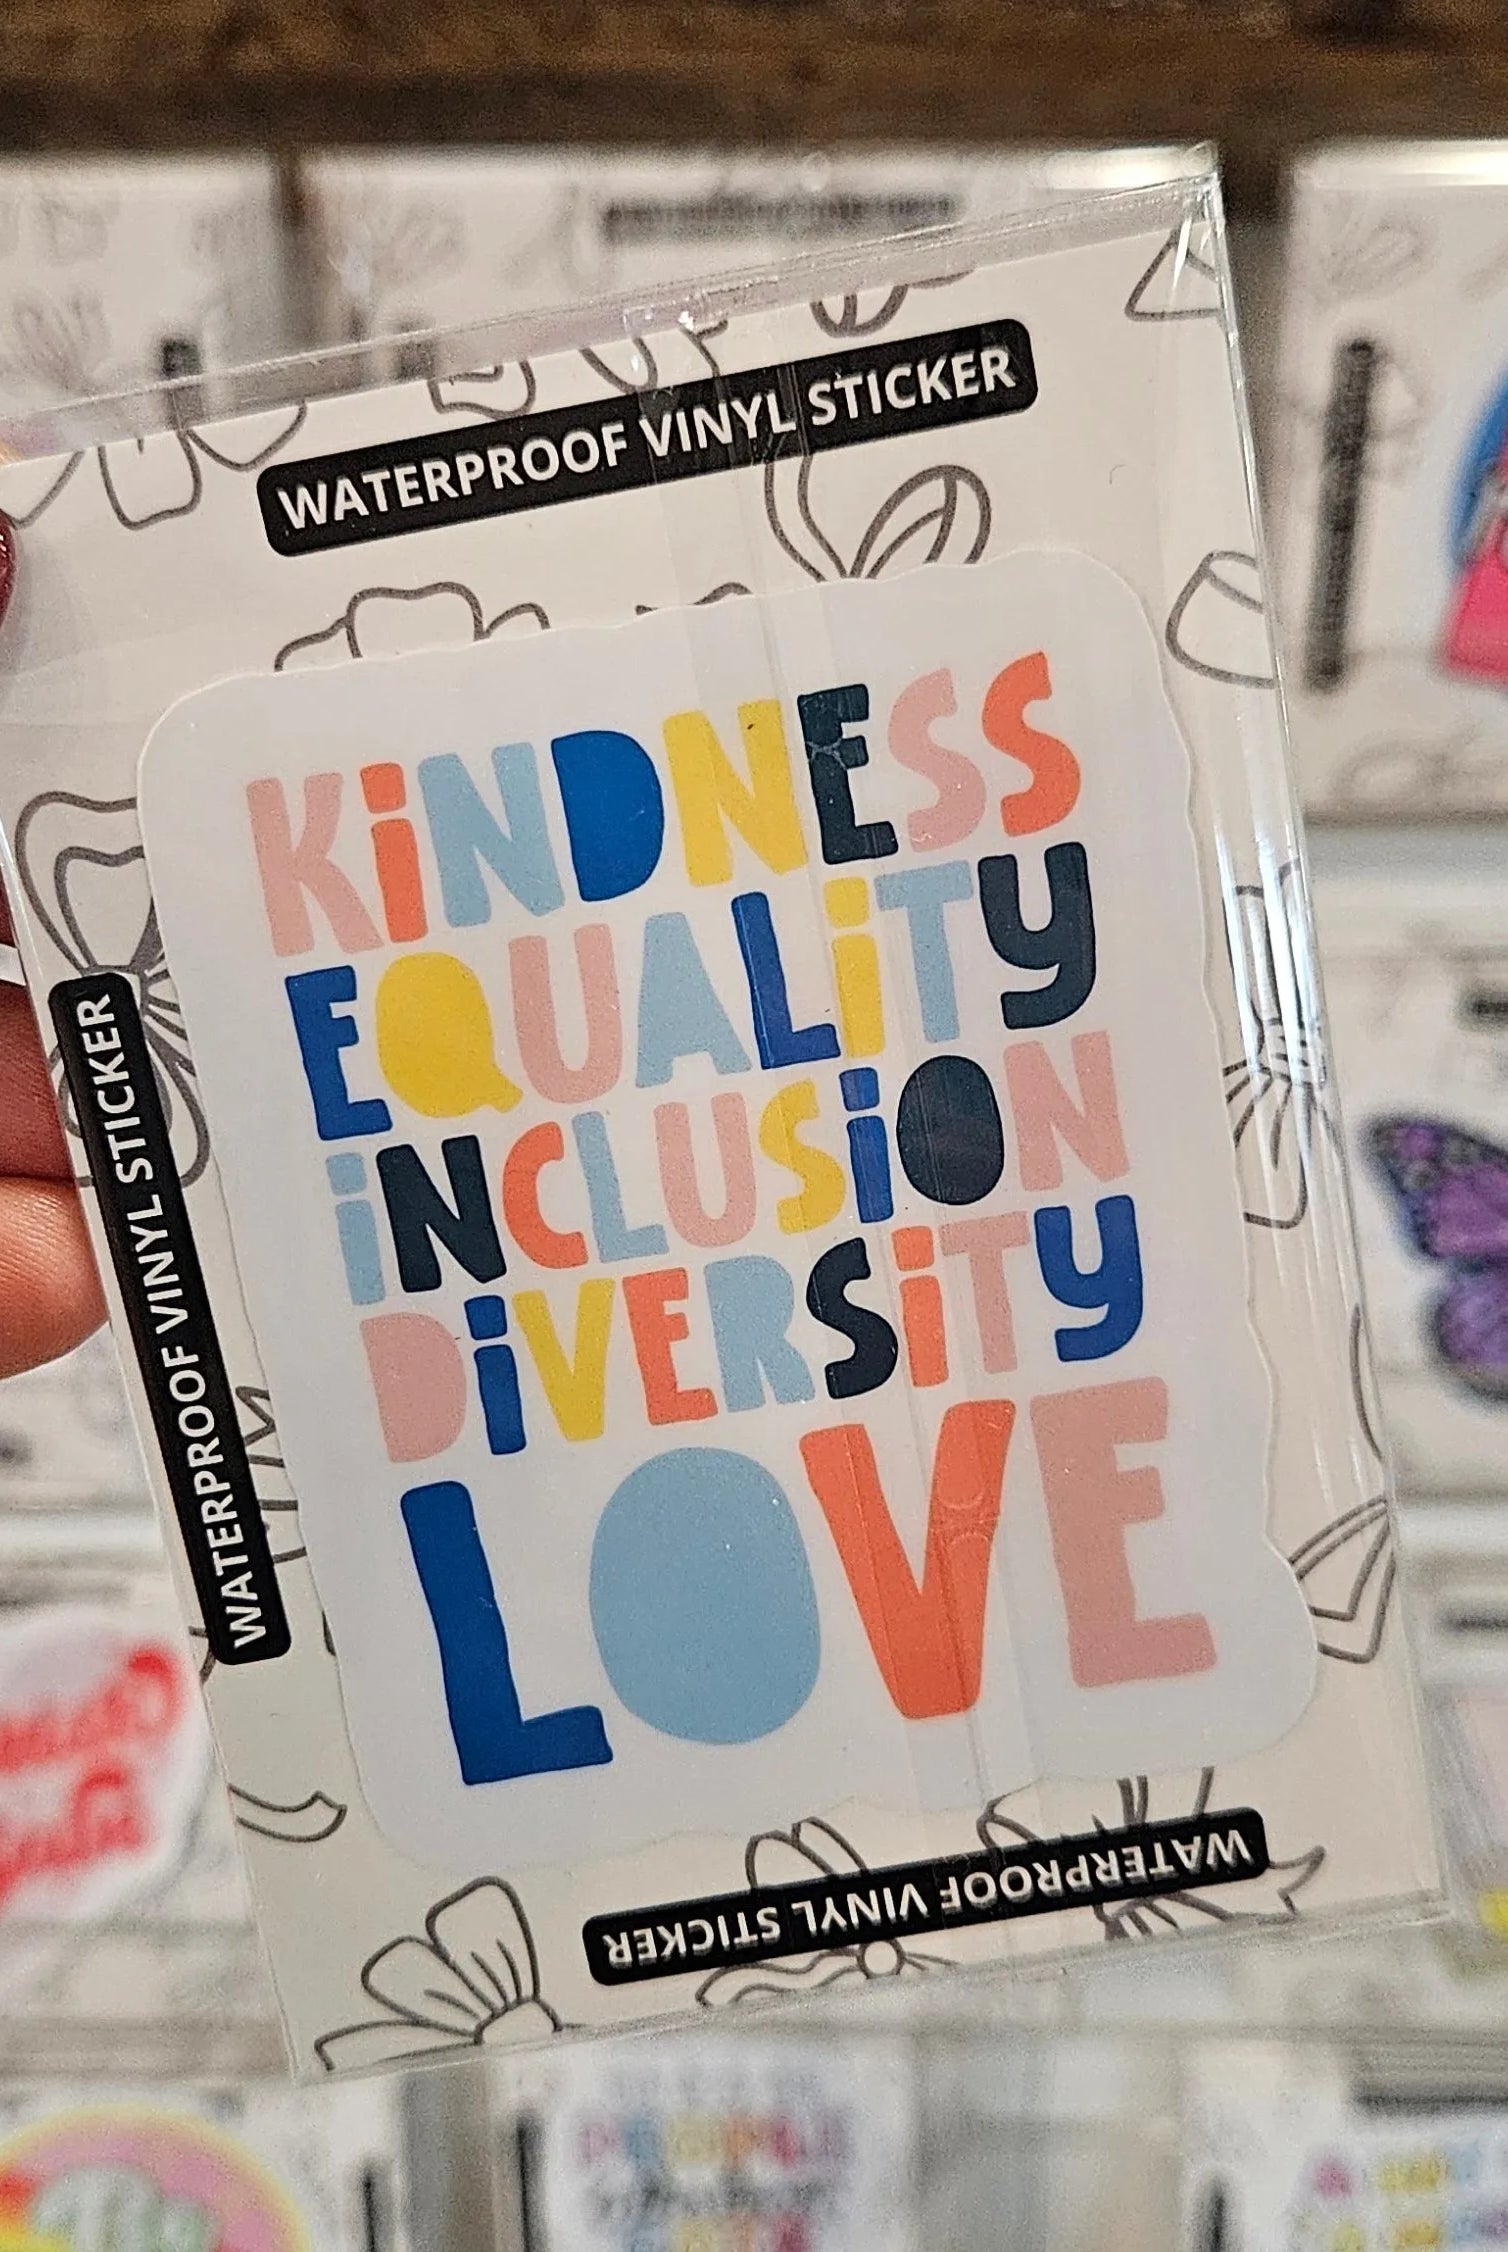 WATERPROOF VINYL STICKER
KiNDNESS
EQUALiTY
iNCLUSiON
DiVERSiTY
LOVE
WATERPROOF VINYL STICKER
WATERPROOF VINYL STICKER